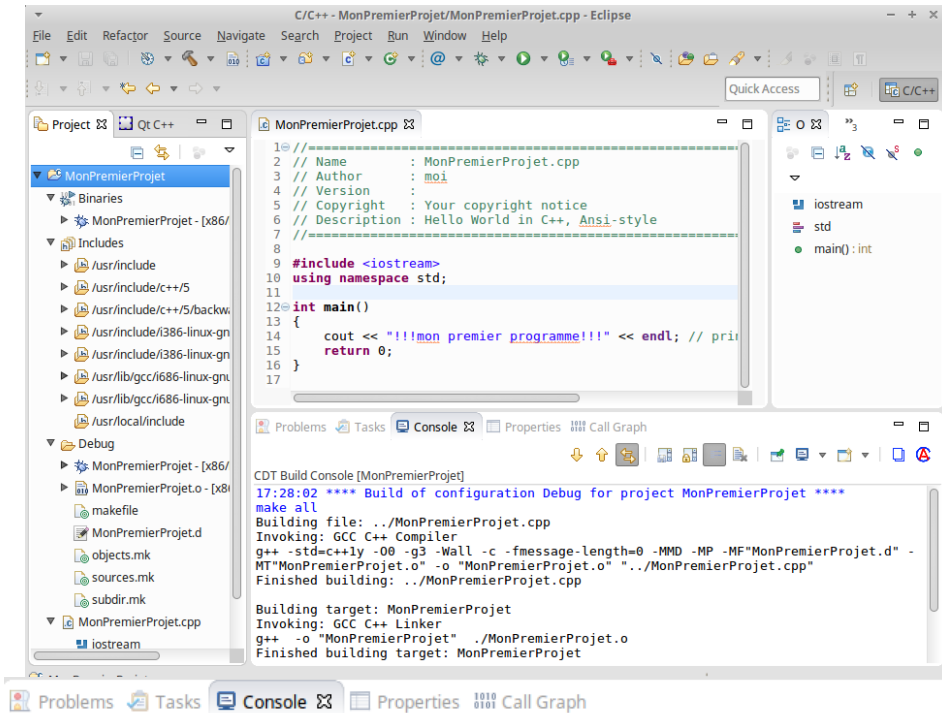 C/C++ - MonPremierProjet/MonPremierProjet.cpp - Eclipse
File Edit Refactor Source Navigate Search Project Run Window Help
Quick Access
C/C++
Project
Qt C++
MonPremierProjet
Binaries
MonPremierProjet - [x86/
Includes
/usr/include
/usr/include/c++/5
/usr/include/c++/5/backwa
/usr/include/i386-linux-gn
/usr/include/i386-linux-gn
/usr/lib/gcc/i686-linux-gnu
/usr/lib/gcc/i686-linux-gnu
/usr/local/include
Debug
MonPremierProjet - [x86/
MonPremierProjet.o - [x86
makefile
MonPremierProjet.d
objects.mk
sources.mk
subdir.mk
MonPremierProjet.cpp
iostream
MonPremierProjet.cpp
1 //=======================================================
2 // Name        : MonPremierProjet.cpp
3 // Author      : moi
4 // Version     :
5 // Copyright   : Your copyright notice
6 // Description : Hello World in C++, Ansi-style
7 //=======================================================
8
9 #include <iostream>
10 using namespace std;
11
12 int main()
13 {
14     cout << "!!!mon premier programme!!!" << endl; // prin
15     return 0;
16 }
17
O
3
iostream
std
main() : int
Problems Tasks Console Properties Call Graph
CDT Build Console [MonPremierProjet]
17:28:02 **** Build of configuration Debug for project MonPremierProjet ****
make all
Building file: ../MonPremierProjet.cpp
Invoking: GCC C++ Compiler
g++ -std=c++1y -O0 -g3 -Wall -c -fmessage-length=0 -MMD -MP -MF"MonPremierProjet.d" -
MT"MonPremierProjet.o" -o "MonPremierProjet.o" "../MonPremierProjet.cpp"
Finished building: ../MonPremierProjet.cpp

Building target: MonPremierProjet
Invoking: GCC C++ Linker
g++  -o "MonPremierProjet"  ./MonPremierProjet.o
Finished building target: MonPremierProjet
Problems Tasks Console Properties Call Graph